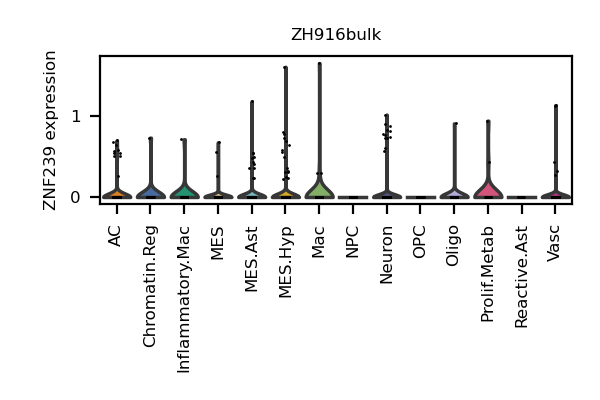 ZH916bulk
ZNF239 expression
1
0
AC
Chromatin.Reg
Inflammatory.Mac
MES
MES.Ast
MES.Hyp
Mac
NPC
Neuron
OPC
Oligo
Prolif.Metab
Reactive.Ast
Vasc